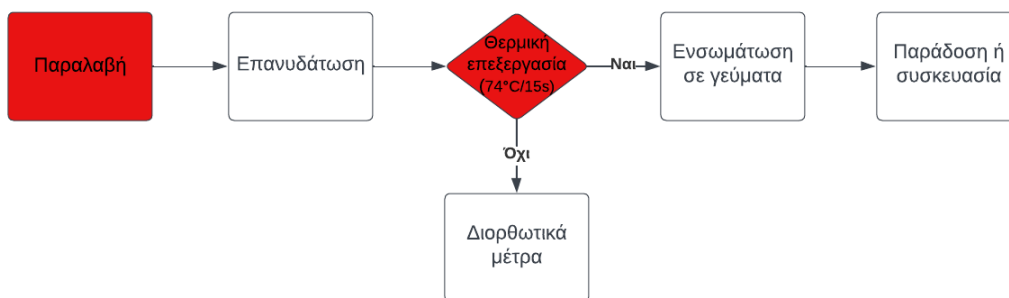 Παραλαβή
Επανυδάτωση
Θερμική
επεξεργασία
(74°C/15s)
Ναι
Ενσωμάτωση
σε γεύματα
Παράδοση ή
συσκευασία
Όχι
Διορθωτικά
μέτρα